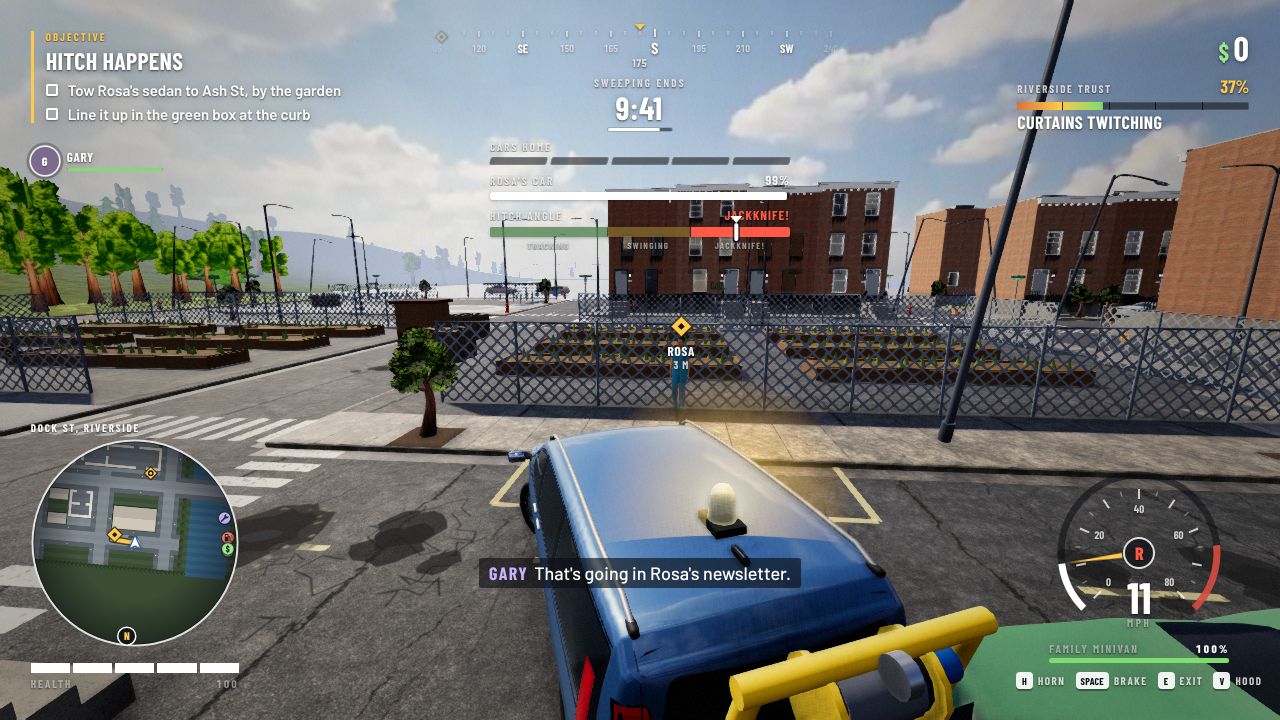 OBJECTIVE
HITCH HAPPENS
Tow Rosa's sedan to Ash St, by the garden
Line it up in the green box at the curb
G GARY
120 SE 150 165 S 195 210 SW
175
SWEEPING ENDS
9:41
CARS HOME
ROSA'S CAR 99%
HITCH ANGLE JACKKNIFE!
TRACKING SWINGING JACKKNIFE!
$ 0
RIVERSIDE TRUST 37%
CURTAINS TWITCHING
ROSA
3 M
DOCK ST, RIVERSIDE
N
HEALTH 100
GARY That's going in Rosa's newsletter.
0 20 40 60 80
R
11
MPH
FAMILY MINIVAN 100%
H HORN SPACE BRAKE E EXIT V HOOD